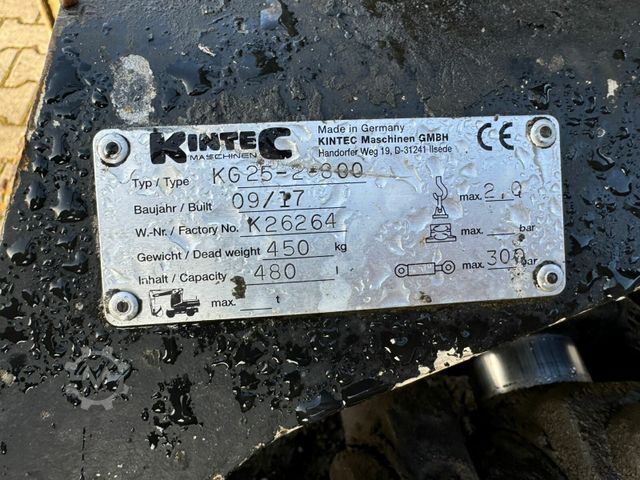 KINTEC
MASCHINEN
Made in Germany
KINTEC Maschinen GMBH
Handorfer Weg 19, D-31241 Ilsede
CE
Typ / Type KG25-2-800
Baujahr / Built 09/17
W.-Nr. / Factory No. K26264
Gewicht / Dead weight 450 kg
Inhalt / Capacity 480 l
max. t
max. 2,0
max. bar
max. 300 bar